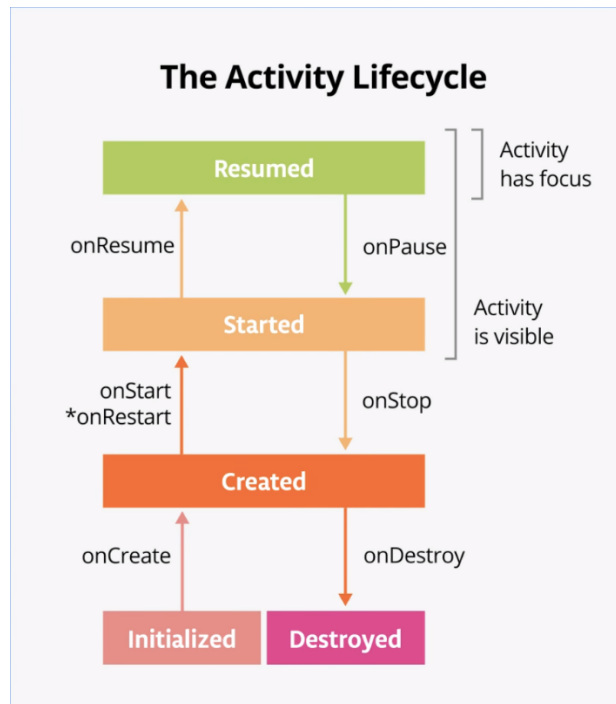 The Activity Lifecycle
Resumed
Activity
has focus
onResume
onPause
Started
Activity
is visible
onStart
*onRestart
onStop
Created
onCreate
onDestroy
Initialized
Destroyed